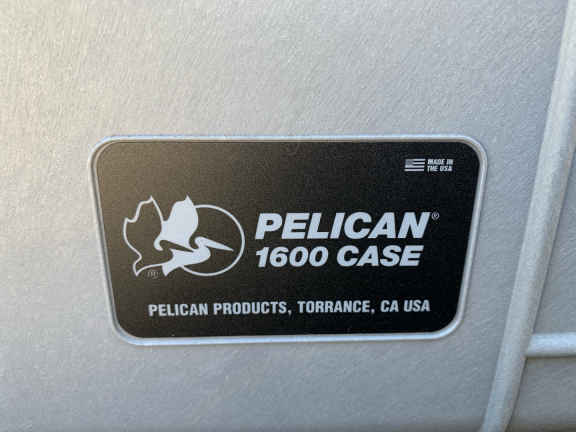 MADE IN
THE USA
PELICAN®
1600 CASE
®
PELICAN PRODUCTS, TORRANCE, CA USA